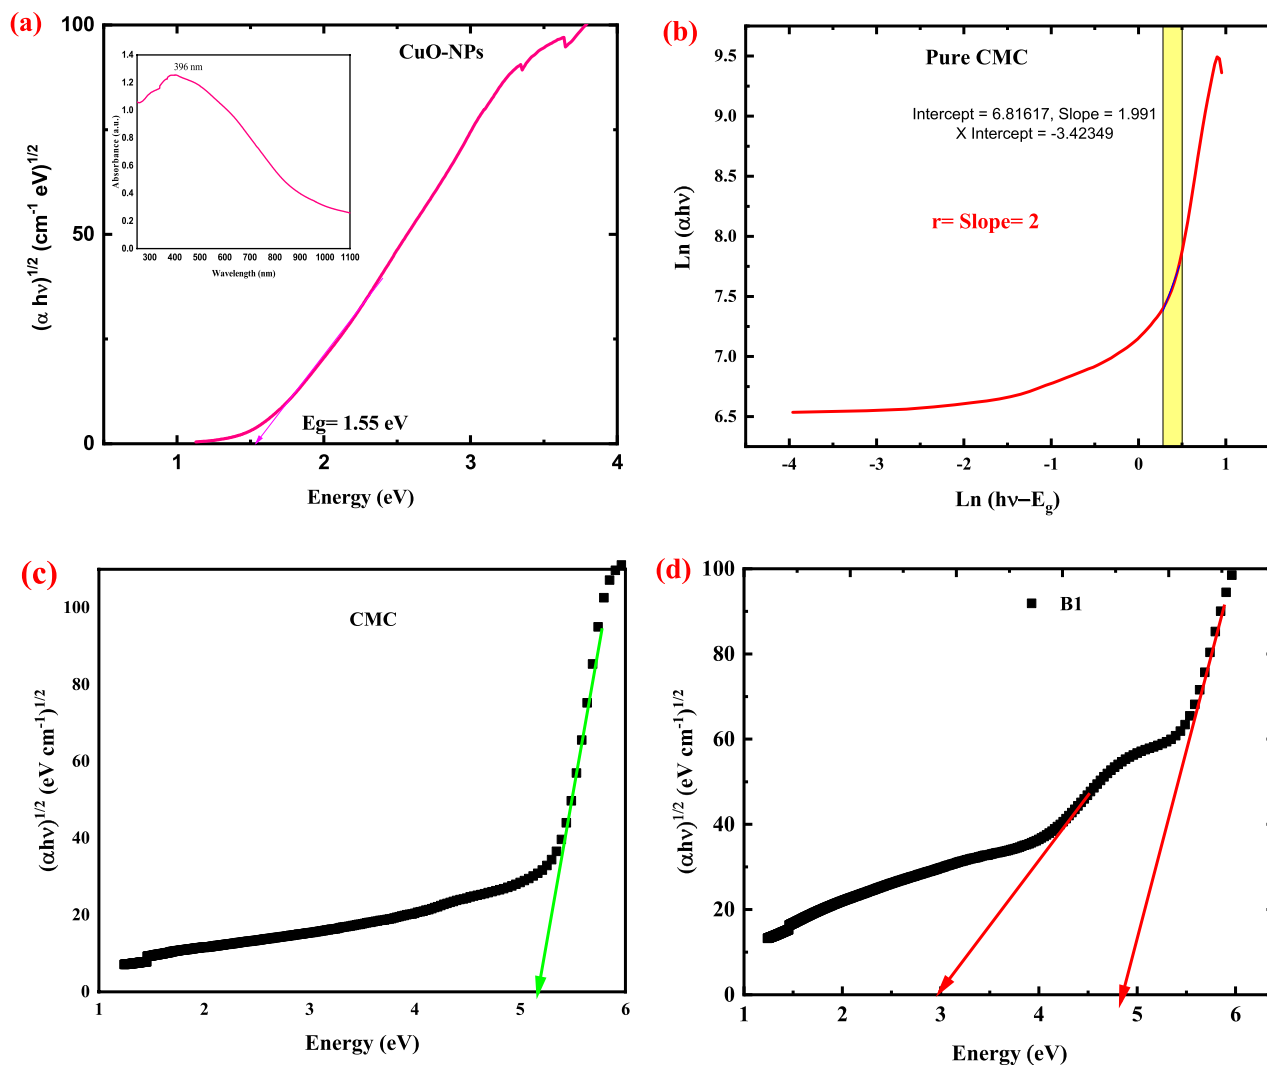 (a)
CuO-NPs
(α hν)^1/2 (cm^-1 eV)^1/2
100
50
0
1
2
3
4
Energy (eV)
Eg= 1.55 eV
396 nm
Absorbance (a.u.)
1.4
1.2
1.0
0.8
0.6
0.4
0.2
0.0
300 400 500 600 700 800 900 1000 1100
Wavelength (nm)
(b)
Pure CMC
Intercept = 6.81617, Slope = 1.991
X Intercept = -3.42349
r= Slope= 2
Ln (αhν)
9.5
9.0
8.5
8.0
7.5
7.0
6.5
-4 -3 -2 -1 0 1
Ln (hν–E_g)
(c)
CMC
(αhν)^1/2 (eV cm^-1)^1/2
100
80
60
40
20
0
1 2 3 4 5 6
Energy (eV)
(d)
B1
(αhν)^1/2 (eV cm^-1)^1/2
100
80
60
40
20
0
1 2 3 4 5 6
Energy (eV)